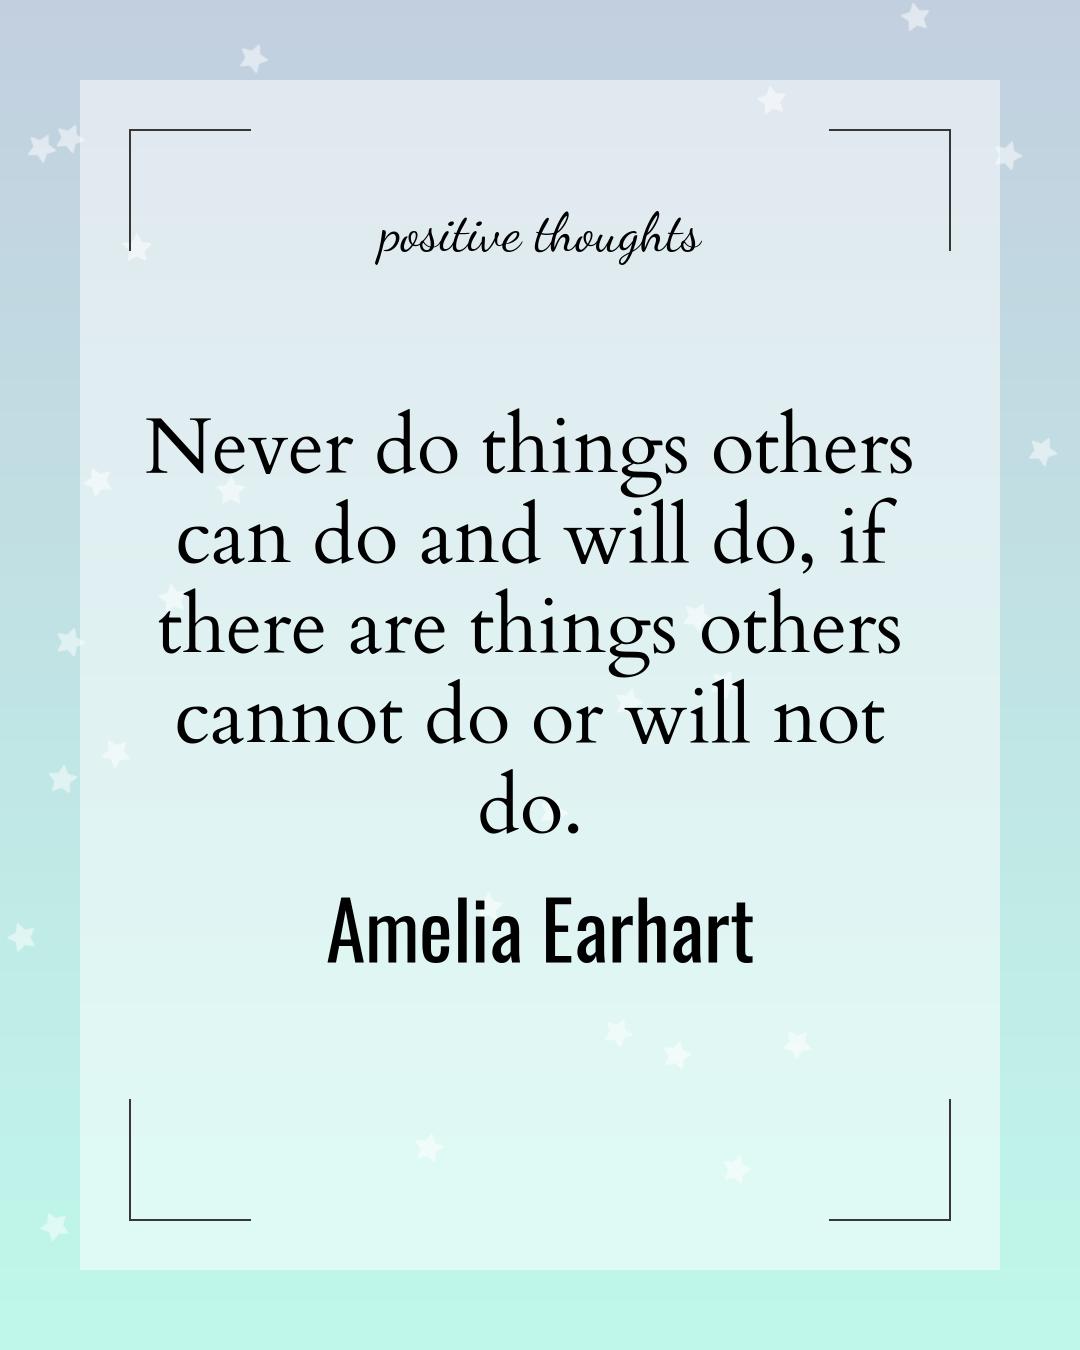 positive thoughts
Never do things others
can do and will do, if
there are things others
cannot do or will not
do.
Amelia Earhart